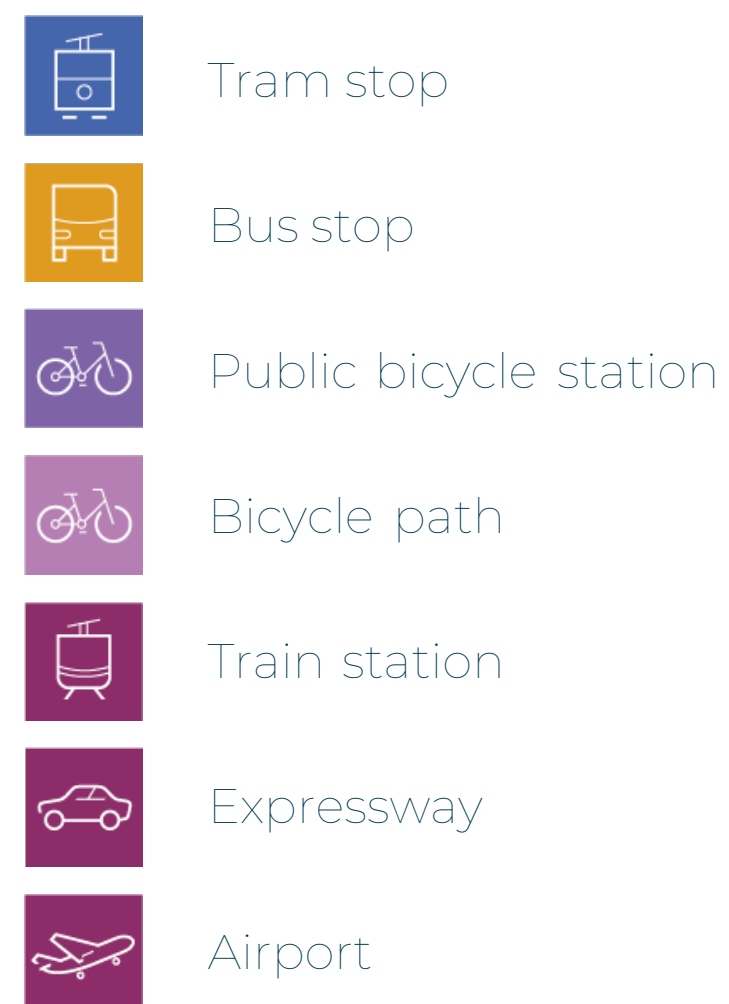 Tram stop
Bus stop
Public bicycle station
Bicycle path
Train station
Expressway
Airport